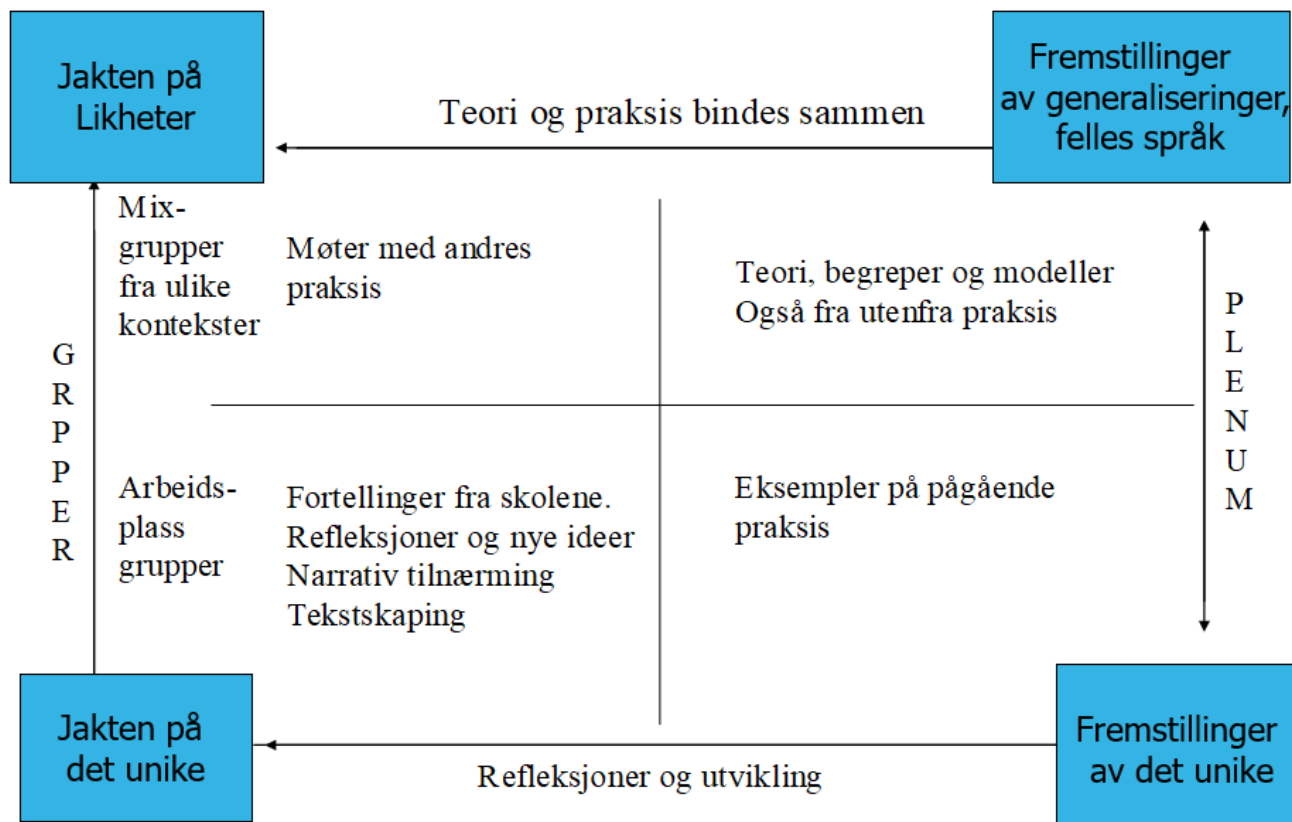 Jakten på
Likheter
Teori og praksis bindes sammen
Fremstillinger
av generaliseringer,
felles språk
Mix-
grupper
fra ulike
kontekster
Møter med andres
praksis
Teori, begreper og modeller
Også fra utenfra praksis
G
R
P
P
P
E
R
P
L
E
N
U
M
Arbeids-
plass
grupper
Fortellinger fra skolene.
Refleksjoner og nye ideer
Narrativ tilnærming
Tekstskaping
Eksempler på pågående
praksis
Jakten på
det unike
Refleksjoner og utvikling
Fremstillinger
av det unike